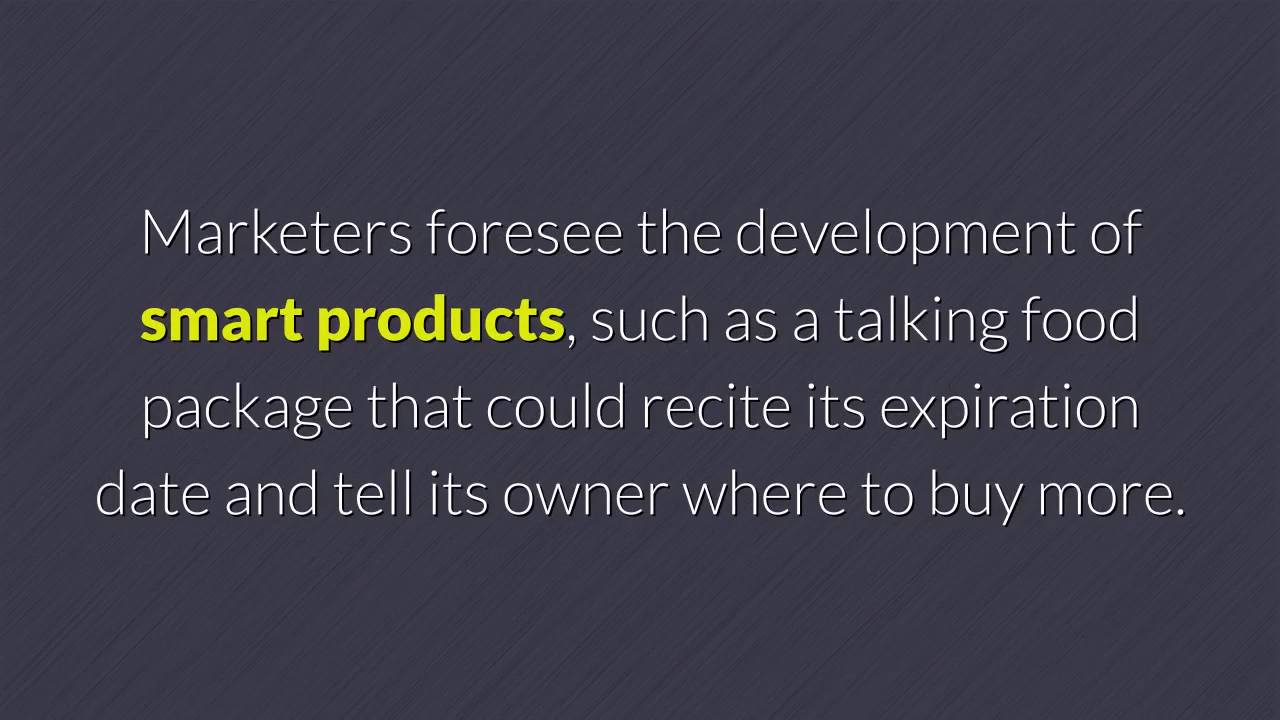 Marketers foresee the development of
smart products, such as a talking food
package that could recite its expiration
date and tell its owner where to buy more.